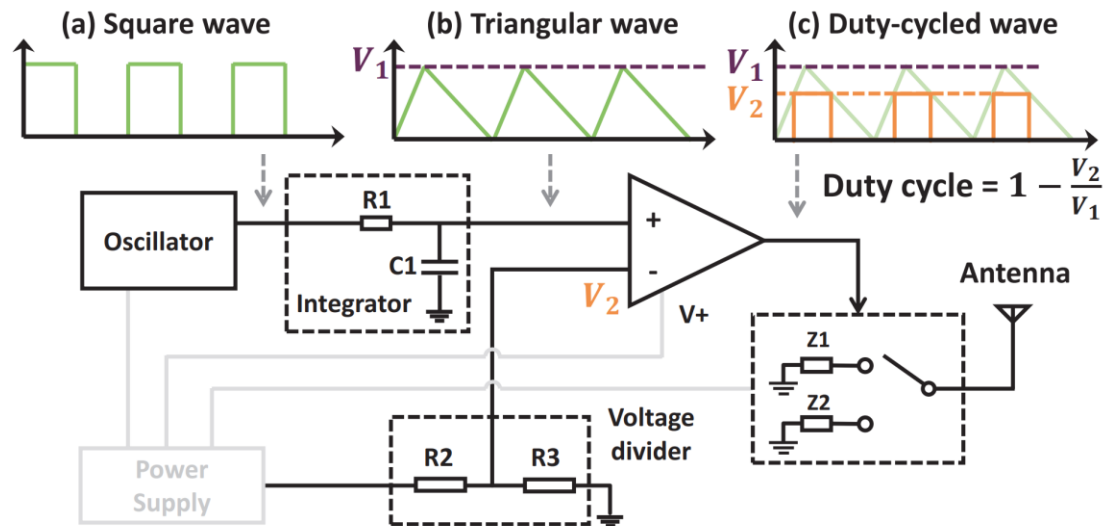 (a) Square wave
(b) Triangular wave
(c) Duty-cycled wave
V₁
V₁
V₂
Duty cycle = 1 − V₂/V₁
Oscillator
R1
C1
Integrator
+
-
V₂
V+
Antenna
Z1
Z2
Voltage
divider
Power
Supply
R2
R3